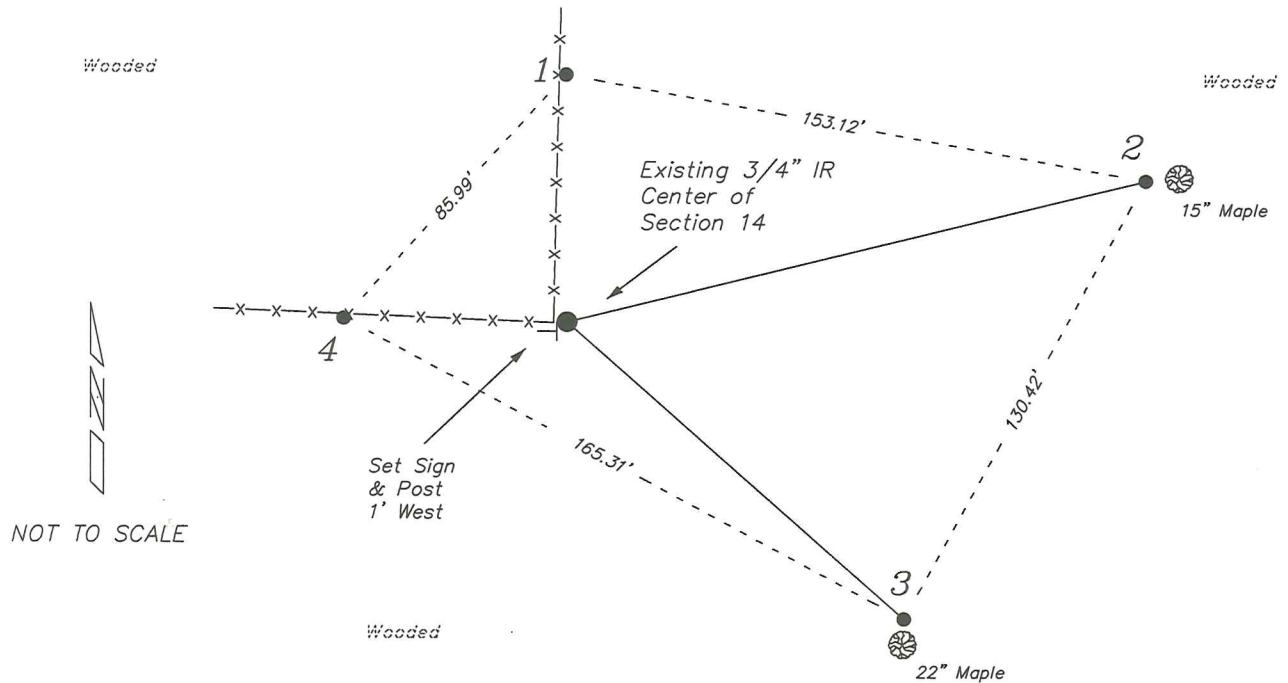 Wooded
1
Wooded
153.12'
2
Existing 3/4" IR
Center of
Section 14
85.99'
15" Maple
4
N
130.42'
165.31'
Set Sign
& Post
1' West
NOT TO SCALE
3
Wooded
22" Maple